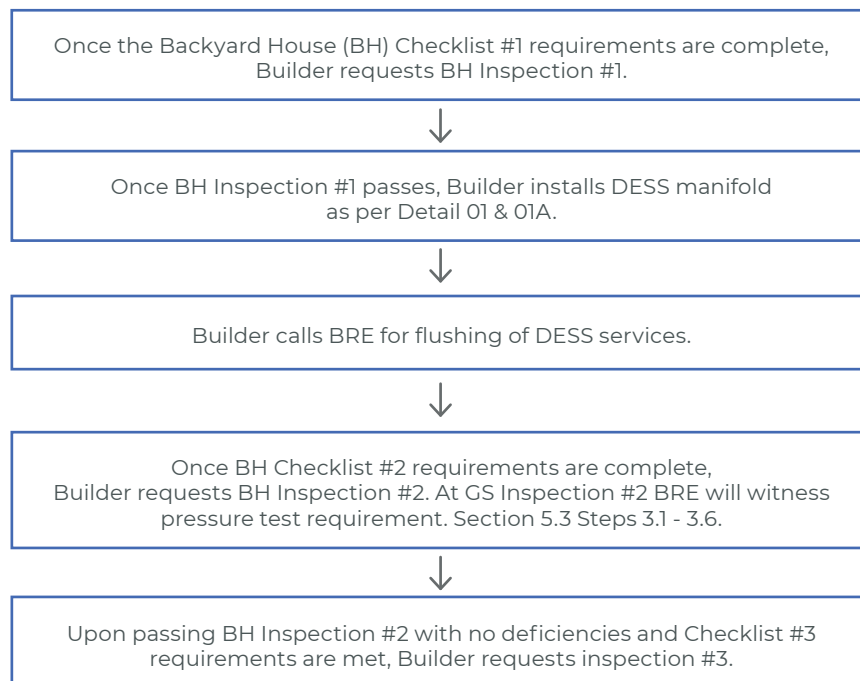 Once the Backyard House (BH) Checklist #1 requirements are complete,
Builder requests BH Inspection #1.
Once BH Inspection #1 passes, Builder installs DESS manifold
as per Detail 01 & 01A.
Builder calls BRE for flushing of DESS services.
Once BH Checklist #2 requirements are complete,
Builder requests BH Inspection #2. At GS Inspection #2 BRE will witness
pressure test requirement. Section 5.3 Steps 3.1 - 3.6.
Upon passing BH Inspection #2 with no deficiencies and Checklist #3
requirements are met, Builder requests inspection #3.